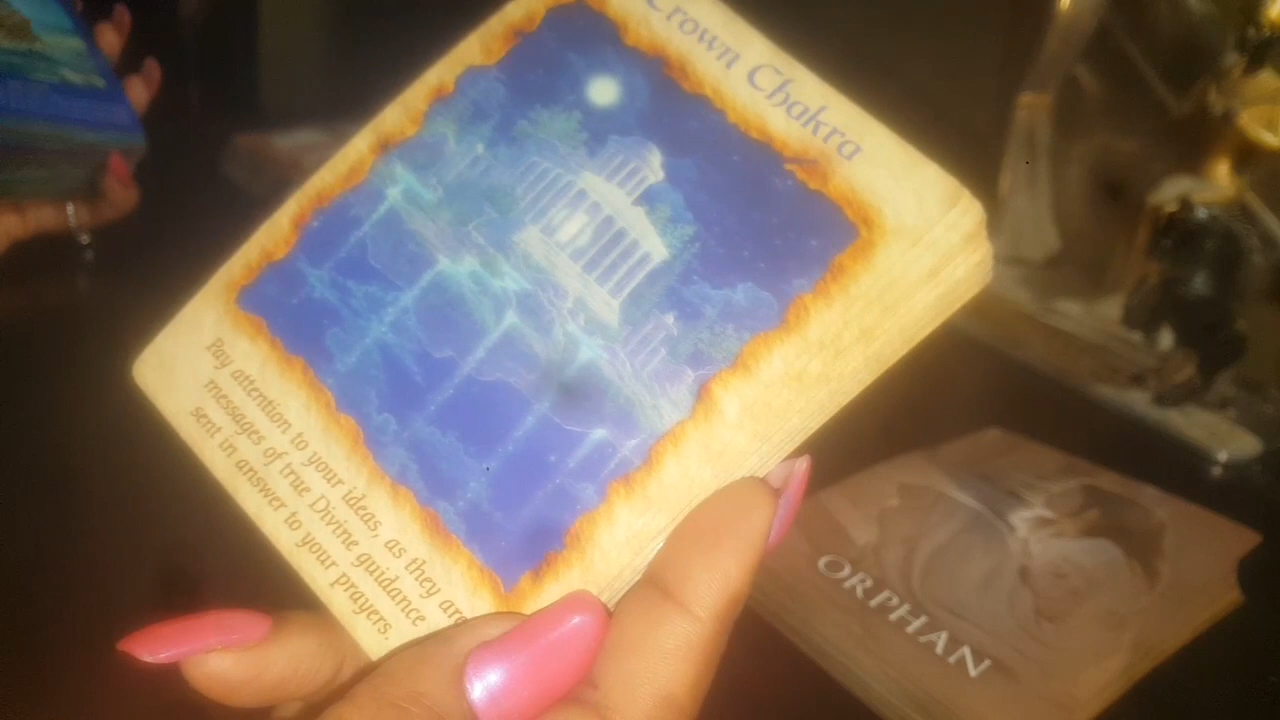 Crown Chakra
Pay attention to your ideas, as they are
messages of true Divine guidance
sent in answer to your prayers.
ORPHAN